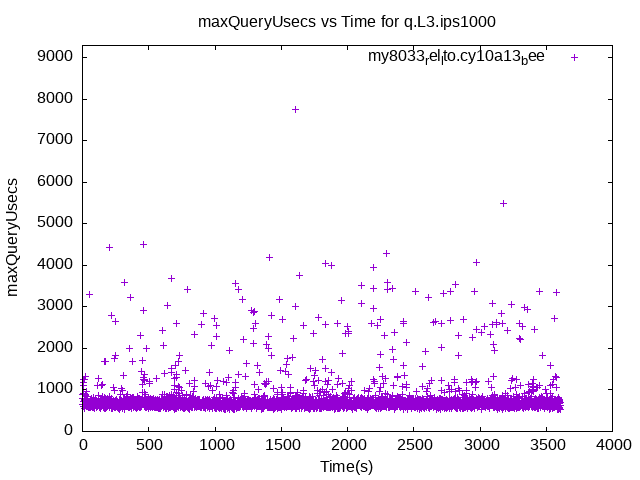 maxQueryUsecs vs Time for q.L3.ips1000
my8033_rel_lto.cy10a13_bee
9000
8000
7000
6000
5000
4000
3000
2000
1000
0
maxQueryUsecs
0 500 1000 1500 2000 2500 3000 3500 4000
Time(s)